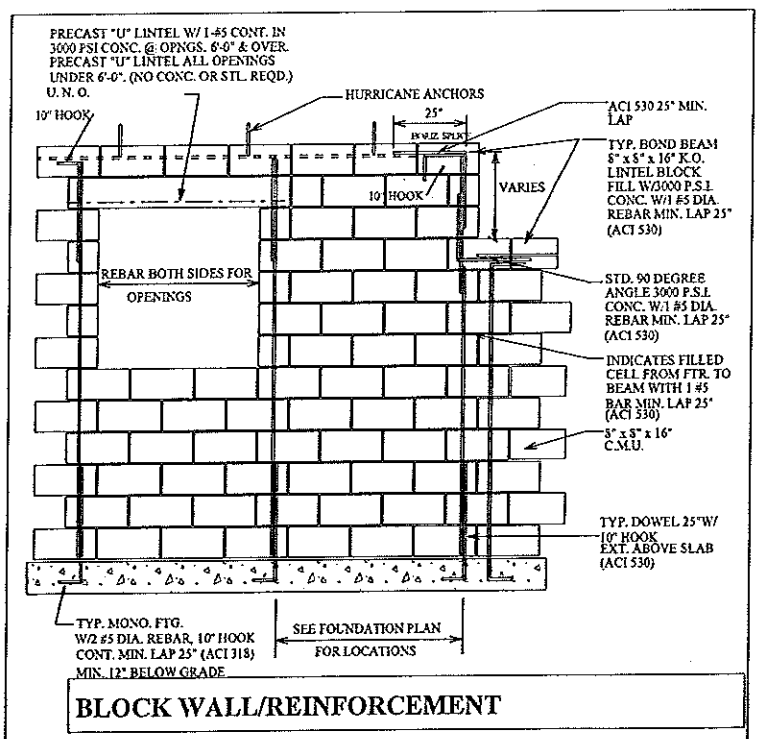 PRECAST "U" LINTEL W/ 1-#5 CONT. IN
3000 PSI CONC. @ OPNGS. 6'-0" & OVER.
PRECAST "U" LINTEL ALL OPENINGS
UNDER 6'-0". (NO CONC. OR STL. REQD.)
U. N. O.
10" HOOK
HURRICANE ANCHORS
25"
HORIZ SPLICE
10" HOOK
VARIES
ACI 530 25" MIN.
LAP
TYP. BOND BEAM
8" x 8" x 16" K.O.
LINTEL BLOCK
FILL W/3000 P.S.I.
CONC. W/1 #5 DIA.
REBAR MIN. LAP 25"
(ACI 530)
REBAR BOTH SIDES FOR
OPENINGS
STD. 90 DEGREE
ANGLE 3000 P.S.I.
CONC. W/1 #5 DIA.
REBAR MIN. LAP 25"
(ACI 530)
INDICATES FILLED
CELL FROM FTR. TO
BEAM WITH 1 #5
BAR MIN. LAP 25"
(ACI 530)
8" x 8" x 16"
C.M.U.
TYP. DOWEL 25"W/
10" HOOK
EXT. ABOVE SLAB
(ACI 530)
TYP. MONO. FTG.
W/2 #5 DIA. REBAR, 10" HOOK
CONT. MIN. LAP 25" (ACI 318)
MIN. 12" BELOW GRADE
SEE FOUNDATION PLAN
FOR LOCATIONS
BLOCK WALL/REINFORCEMENT